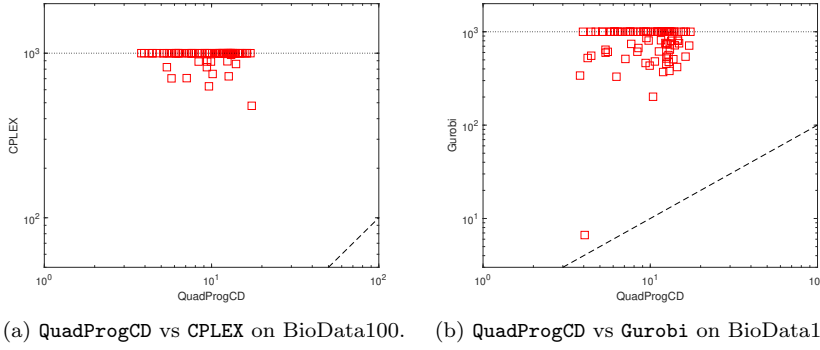 10³
10³
CPLEX
Gurobi
10²
10²
10¹
10⁰ 10¹ 10²
10⁰ 10¹ 10
QuadProgCD
QuadProgCD
(a) QuadProgCD vs CPLEX on BioData100.
(b) QuadProgCD vs Gurobi on BioData1